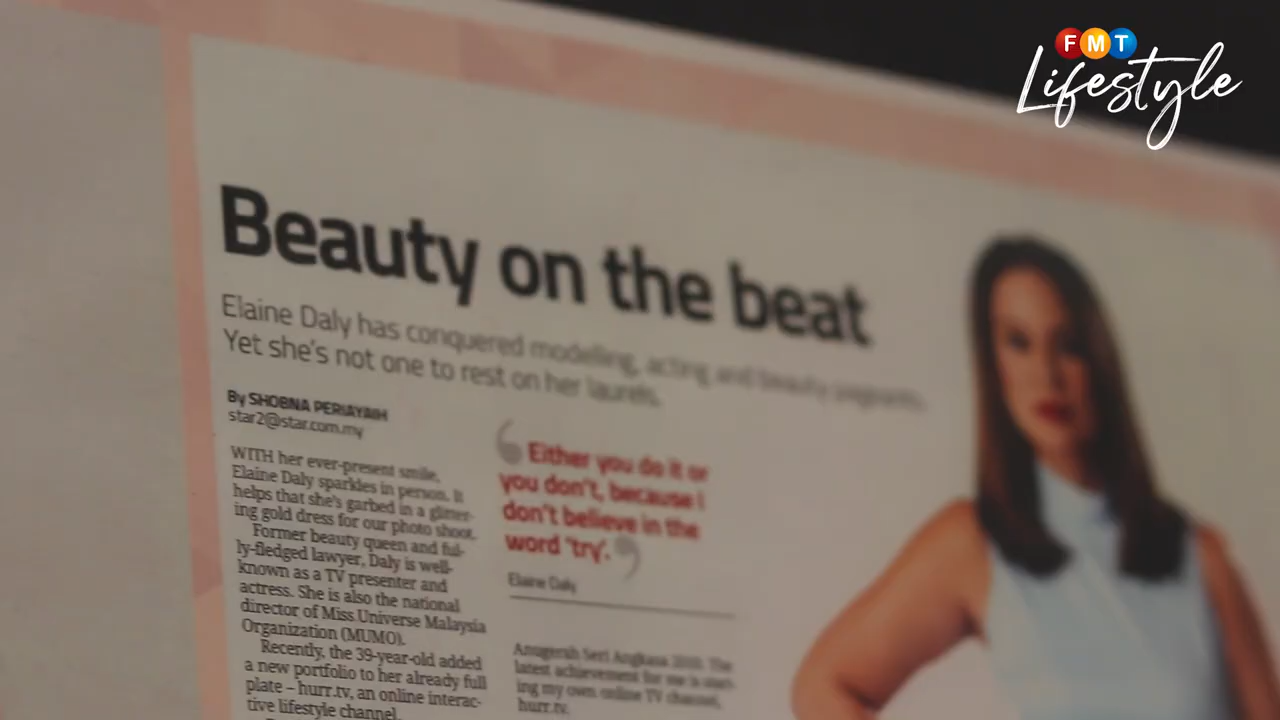 FMT
Lifestyle
Beauty on the beat
Elaine Daly has conquered modelling, acting and beauty pageants.
Yet she's not one to rest on her laurels.
By SHOBNA PERIAYAIH
star2@star.com.my
WITH her ever-present smile,
Elaine Daly sparkles in person. It
helps that she's garbed in a glitter-
ing gold dress for our photo shoot.
Former beauty queen and ful-
ly-fledged lawyer, Daly is well-
known as a TV presenter and
actress. She is also the national
director of Miss Universe Malaysia
Organization (MUMO).
Recently, the 39-year-old added
a new portfolio to her already full
plate – hurr.tv, an online interac-
tive lifestyle channel.
‘Either you do it or
you don't, because I
don't believe in the
word 'try'.’
Elaine Daly
Anugerah Seri Angkasa The
latest achievement for me is start-
ing my own online TV channel,
hurr.tv.